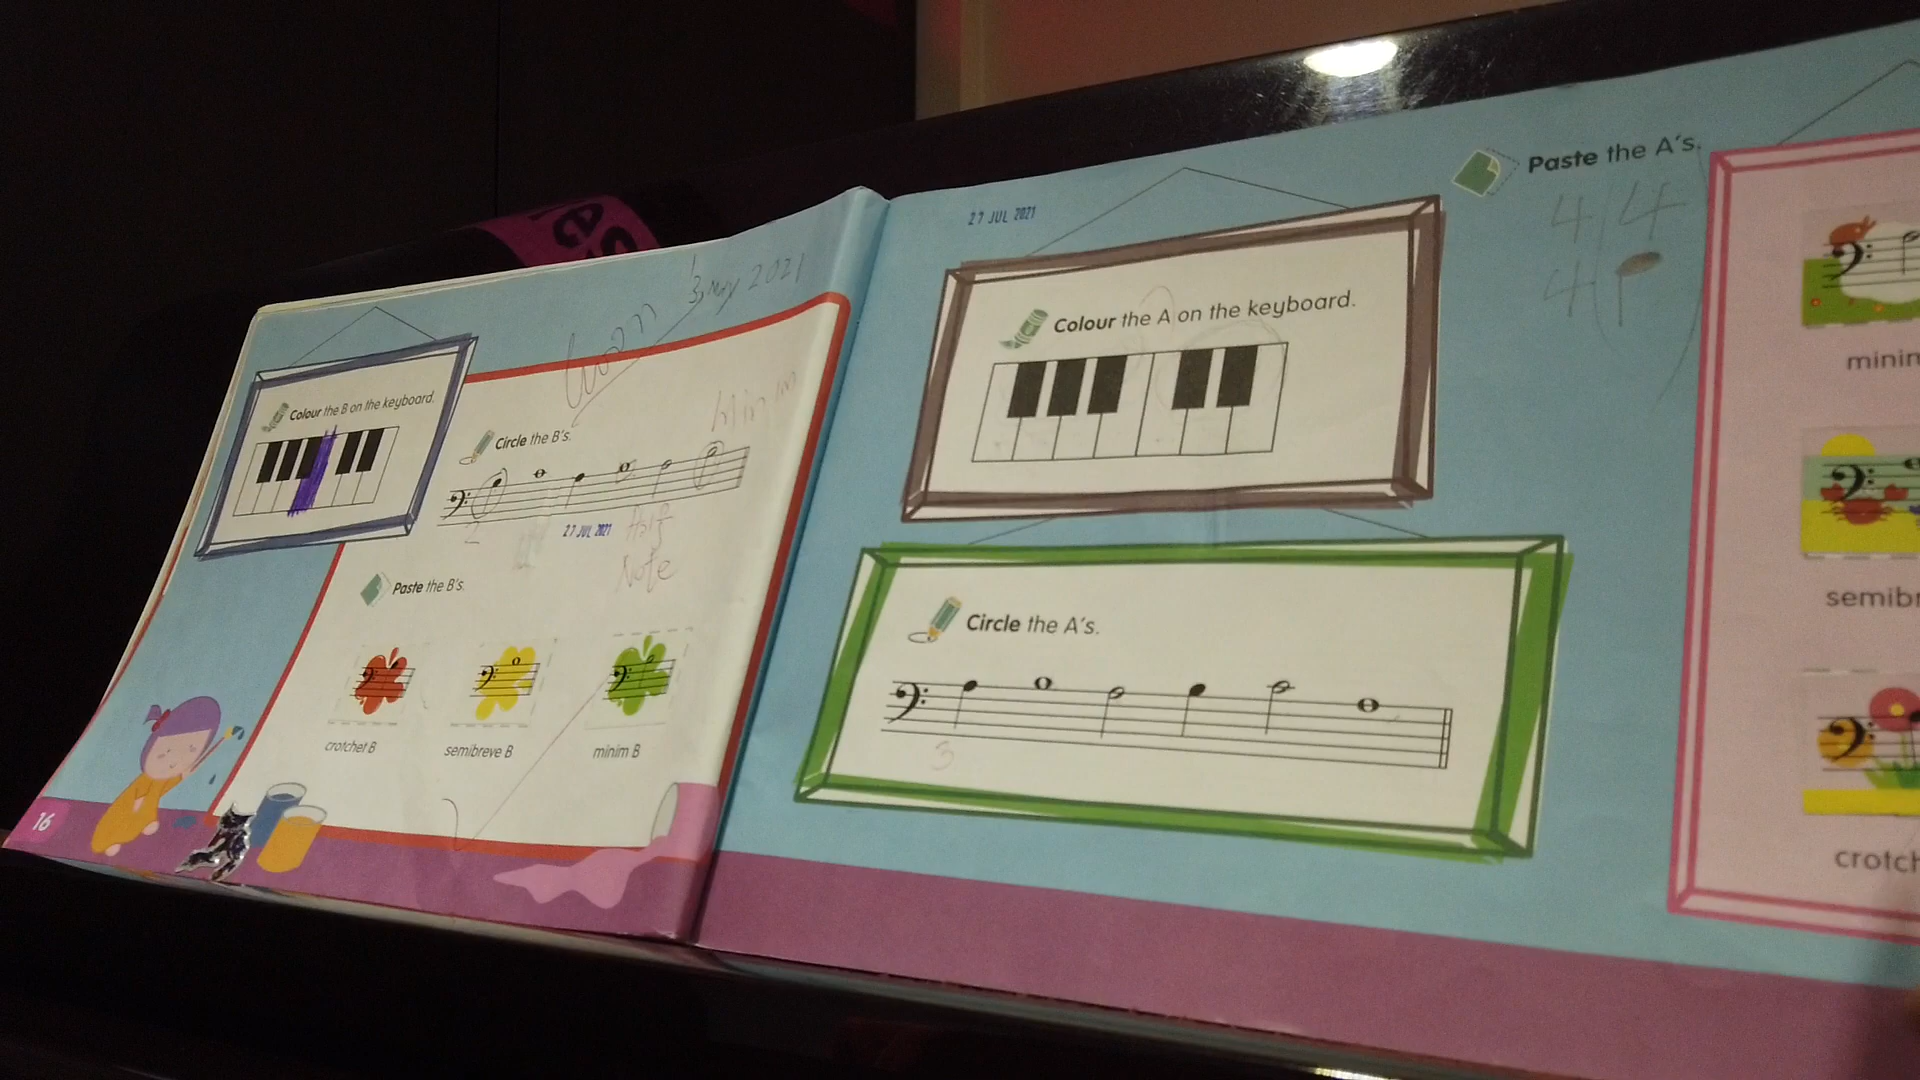 3, May 2021
Colour the B on the keyboard.
Circle the B's.
Minim
2
27 JUL 2021
Half
Note
Paste the B's.
crotchet B
semibreve B
minim B
16
27 JUL 2021
Colour the A on the keyboard.
Circle the A's.
3
Paste the A's.
4 4
4
minim
semibr
crotch